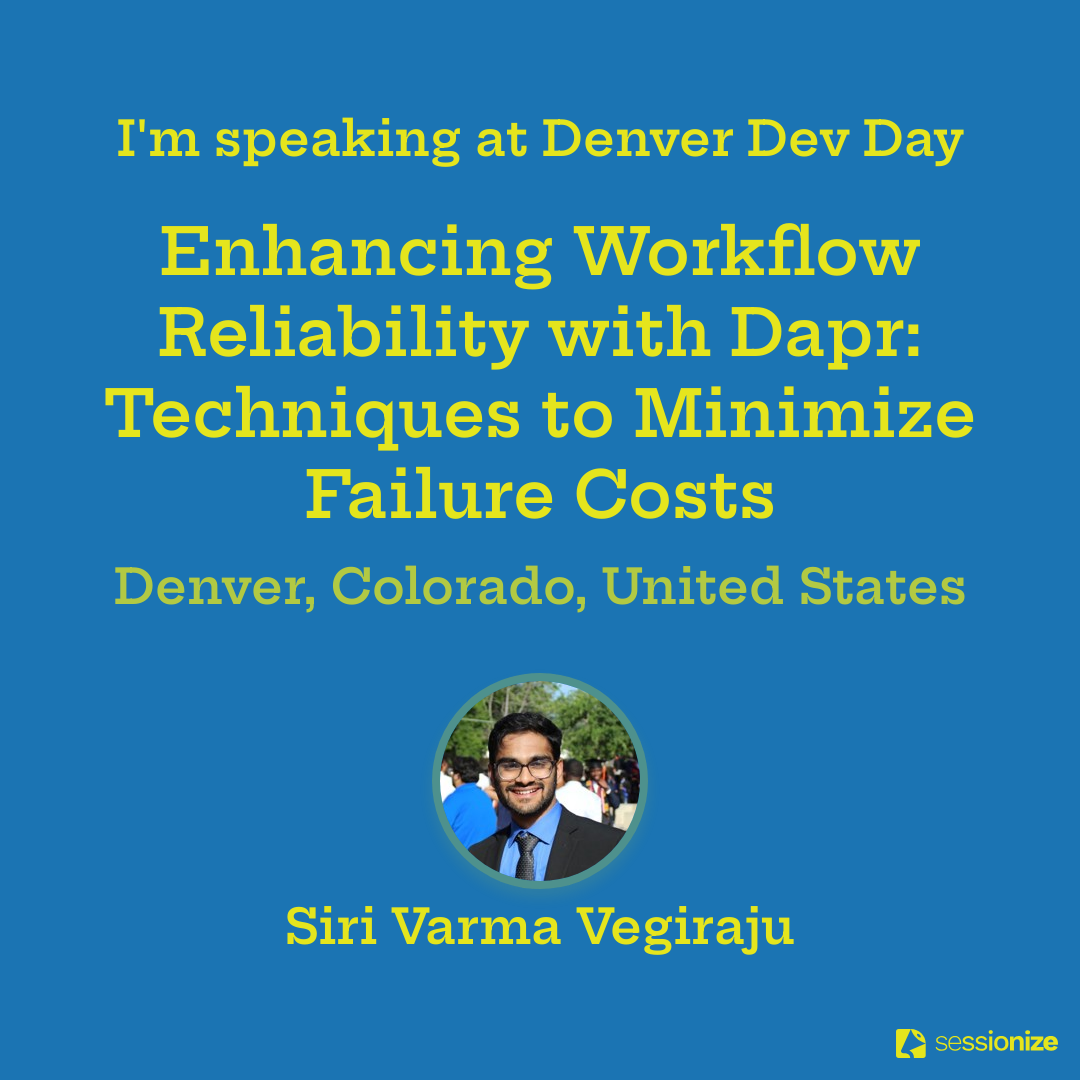 I'm speaking at Denver Dev Day
Enhancing Workflow
Reliability with Dapr:
Techniques to Minimize
Failure Costs
Denver, Colorado, United States
Siri Varma Vegiraju
sessionize